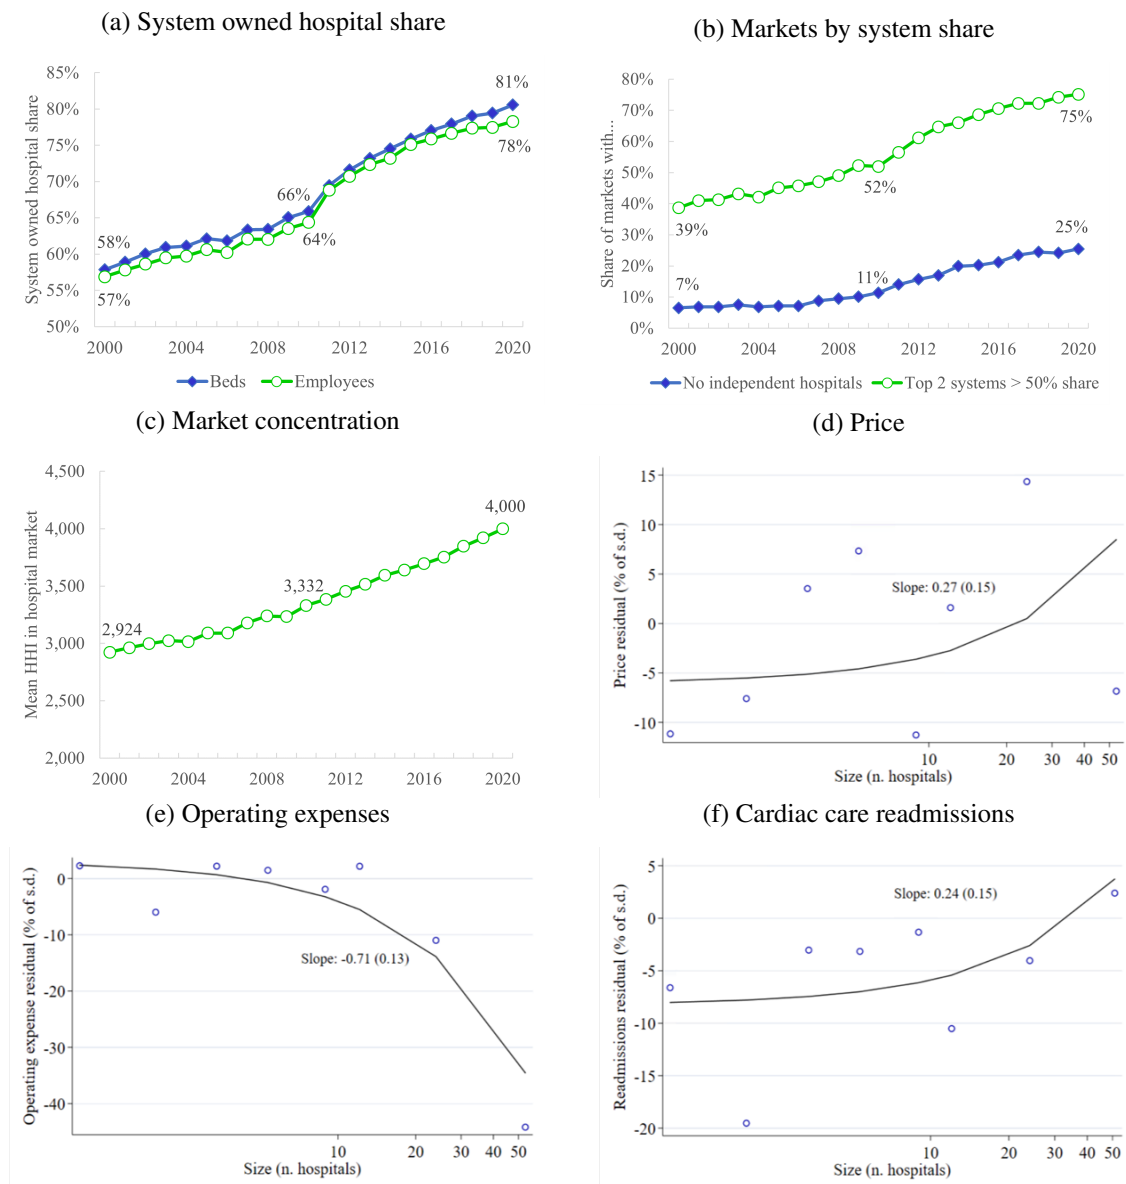 (a) System owned hospital share
System owned hospital share
85%
80%
75%
70%
65%
60%
55%
50%
58%
57%
66%
64%
81%
78%
2000 2004 2008 2012 2016 2020
Beds Employees
(b) Markets by system share
Share of markets with...
80%
70%
60%
50%
40%
30%
20%
10%
0%
39%
7%
52%
11%
75%
25%
2000 2004 2008 2012 2016 2020
No independent hospitals Top 2 systems > 50% share
(c) Market concentration
Mean HHI in hospital market
4,500
4,000
3,500
3,000
2,500
2,000
2,924
3,332
4,000
2000 2004 2008 2012 2016 2020
(d) Price
Price residual (% of s.d.)
15
10
5
0
-5
-10
Slope: 0.27 (0.15)
10 20 30 40 50
Size (n. hospitals)
(e) Operating expenses
Operating expense residual (% of s.d.)
0
-10
-20
-30
-40
Slope: -0.71 (0.13)
10 20 30 40 50
Size (n. hospitals)
(f) Cardiac care readmissions
Readmissions residual (% of s.d.)
5
0
-5
-10
-15
-20
Slope: 0.24 (0.15)
10 20 30 40 50
Size (n. hospitals)